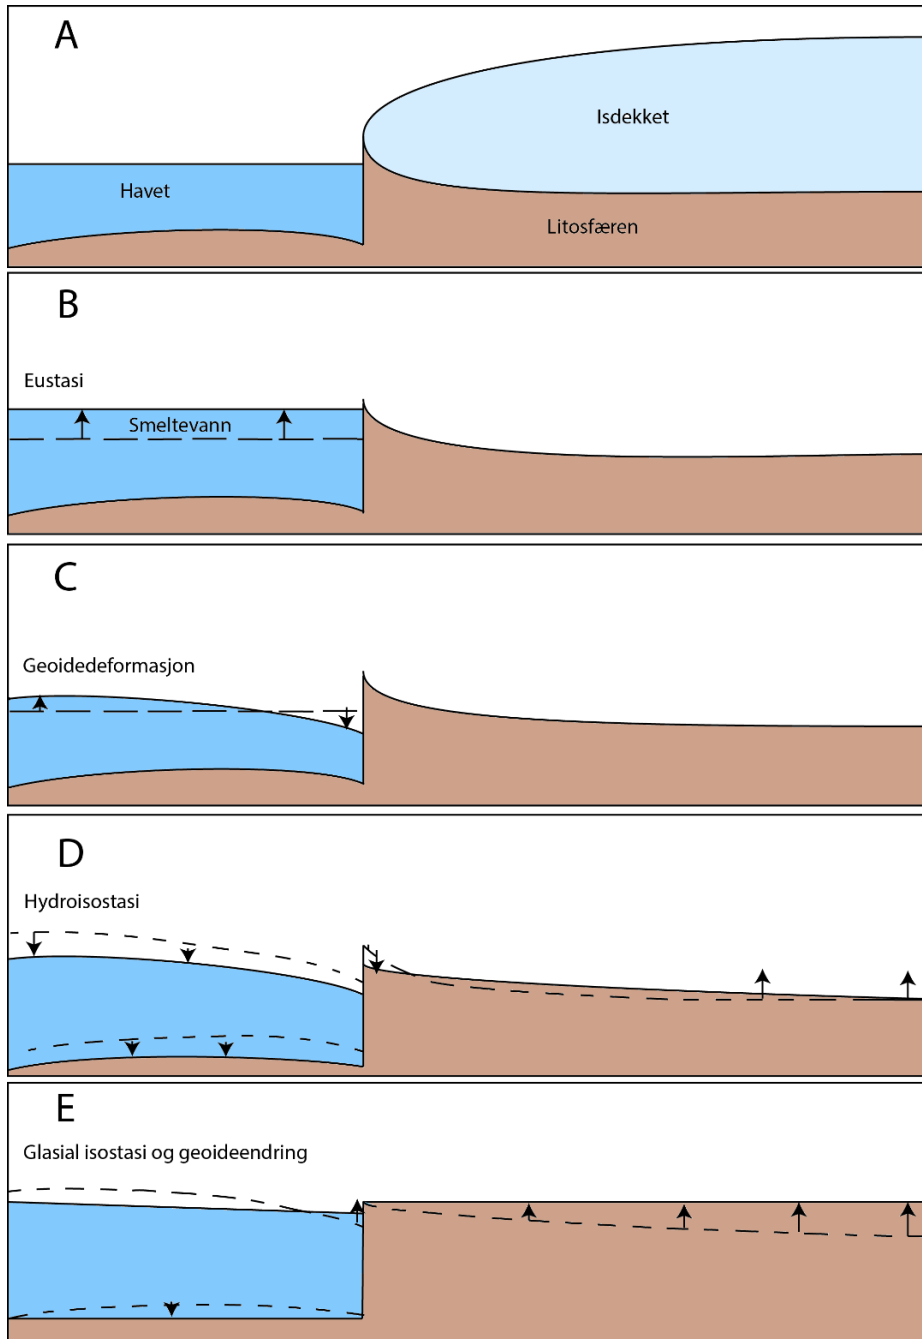 A
Isdekket
Havet
Litosfæren
B
Eustasi
Smeltevann
C
Geoidedeformasjon
D
Hydroisostasi
E
Glasial isostasi og geoideendring